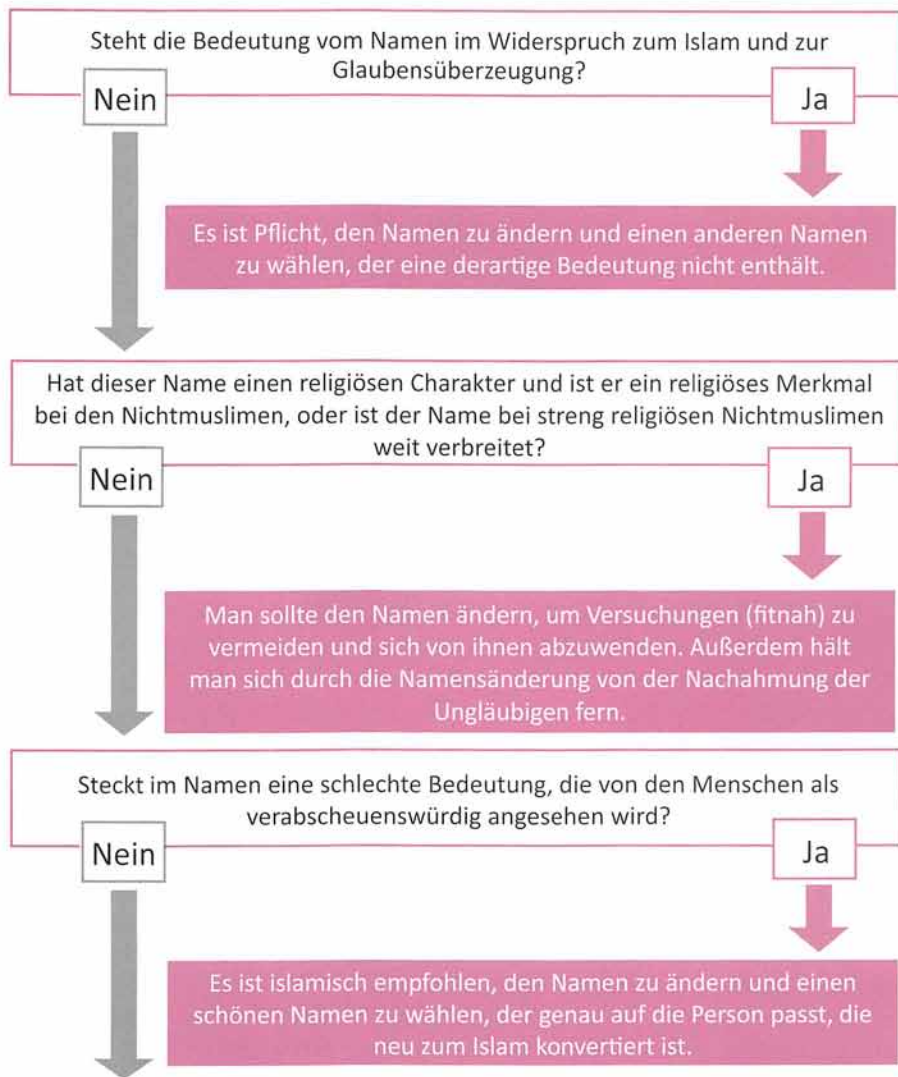 Steht die Bedeutung vom Namen im Widerspruch zum Islam und zur
Glaubensüberzeugung?
Nein
Ja
Es ist Pflicht, den Namen zu ändern und einen anderen Namen
zu wählen, der eine derartige Bedeutung nicht enthält.
Hat dieser Name einen religiösen Charakter und ist er ein religiöses Merkmal
bei den Nichtmuslimen, oder ist der Name bei streng religiösen Nichtmuslimen
weit verbreitet?
Nein
Ja
Man sollte den Namen ändern, um Versuchungen (fitnah) zu
vermeiden und sich von ihnen abzuwenden. Außerdem hält
man sich durch die Namensänderung von der Nachahmung der
Ungläubigen fern.
Steckt im Namen eine schlechte Bedeutung, die von den Menschen als
verabscheuenswürdig angesehen wird?
Nein
Ja
Es ist islamisch empfohlen, den Namen zu ändern und einen
schönen Namen zu wählen, der genau auf die Person passt, die
neu zum Islam konvertiert ist.